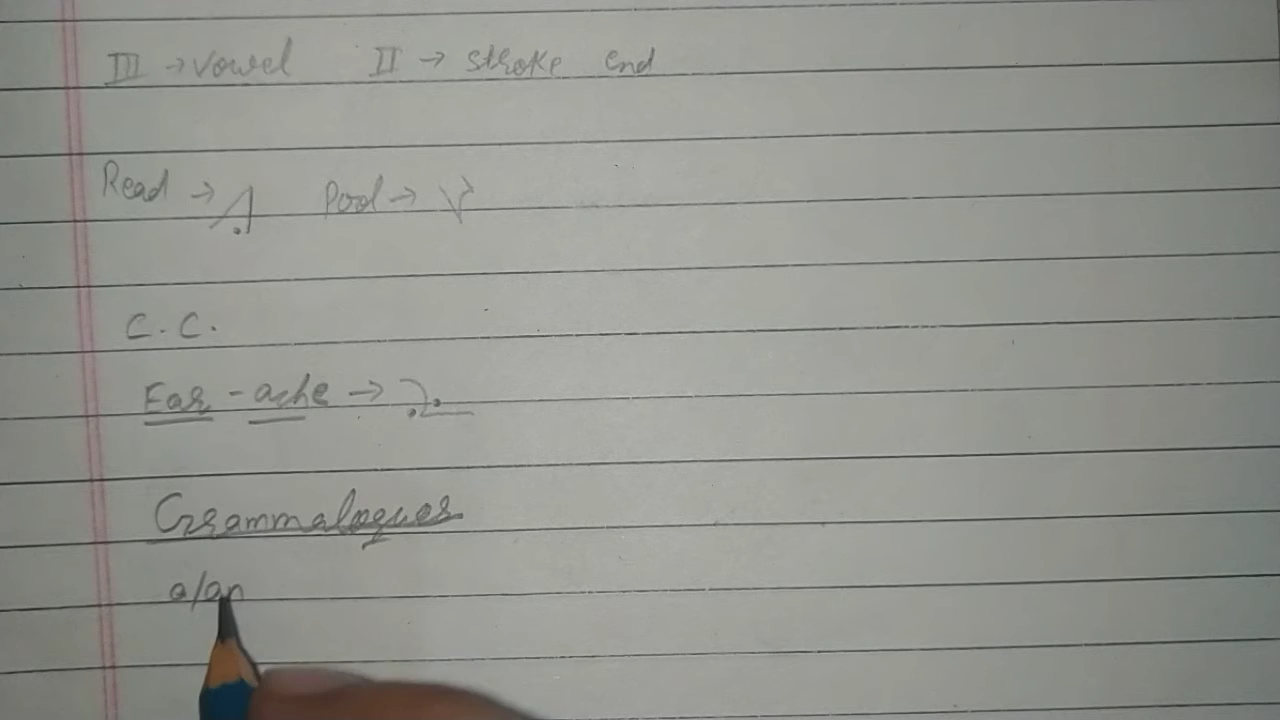 III → vowel II → stroke end
Read → Pool →
C.C.
Ear - ache →
Grammalogues
a/an